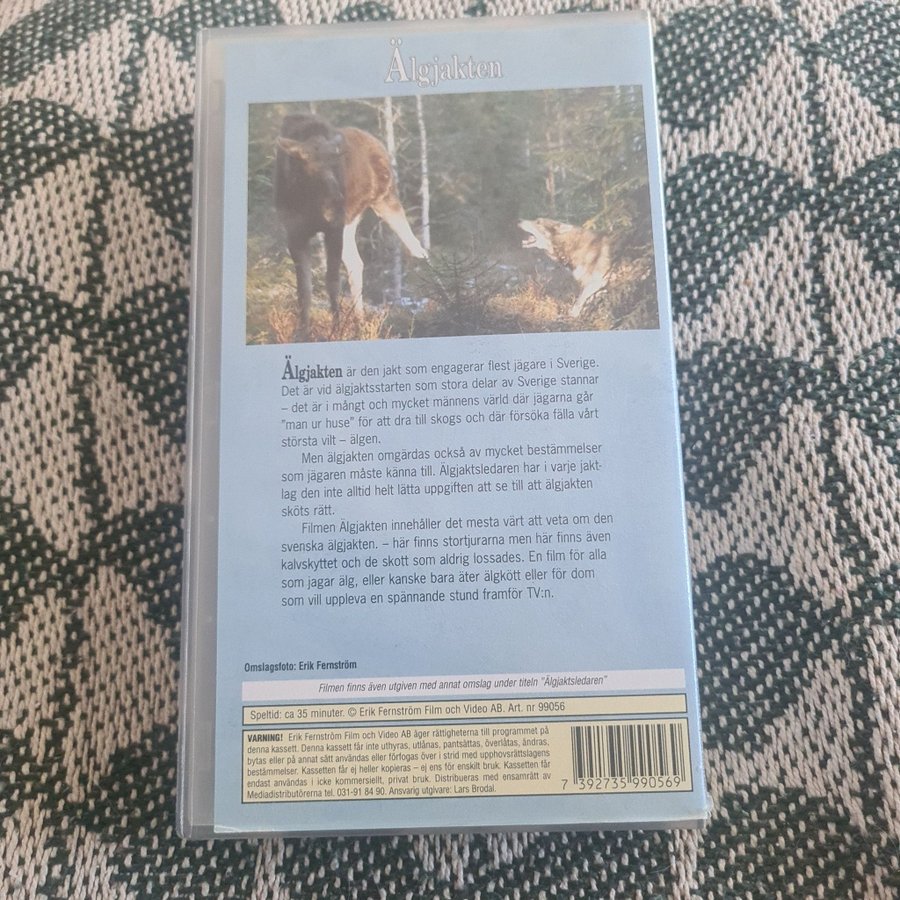 Älgjakten
Älgjakten är den jakt som engagerar flest jägare i Sverige.
Det är vid älgjaktsstarten som stora delar av Sverige stannar
– det är i mångt och mycket männens värld där jägarna går
"man ur huse" för att dra till skogs och där försöka fälla vårt
största vilt – älgen.
Men älgjakten omgärdas också av mycket bestämmelser
som jägaren måste känna till. Älgjaktsledaren har i varje jakt-
lag den inte alltid helt lätta uppgiften att se till att älgjakten
sköts rätt.
Filmen Älgjakten innehåller det mesta värt att veta om den
svenska älgjakten. – här finns stortjurarna men här finns även
kalvskyttet och de skott som aldrig lossades. En film för alla
som jagar älg, eller kanske bara äter älgkött eller för dom
som vill uppleva en spännande stund framför TV:n.
Omslagsfoto: Erik Fernström
Filmen finns även utgiven med annat omslag under titeln "Älgjaktsledaren"
Speltid: ca 35 minuter. © Erik Fernström Film och Video AB. Art. nr 99056
VARNING! Erik Fernström Film och Video AB äger rättigheterna till programmet på
denna kassett. Denna kassett får inte uthyras, utlånas, pantsättas, överlåtas, ändras,
bytas eller på annat sätt användas eller förfogas över i strid med upphovsrättslagens
bestämmelser. Kassetten får ej heller kopieras – ej ens för enskilt bruk. Kassetten får
endast användas i icke kommersiellt, privat bruk. Distribueras med ensamrätt av
Mediadistributörerna tel. 031-91 84 90. Ansvarig utgivare: Lars Brodal.
7 392735 990569